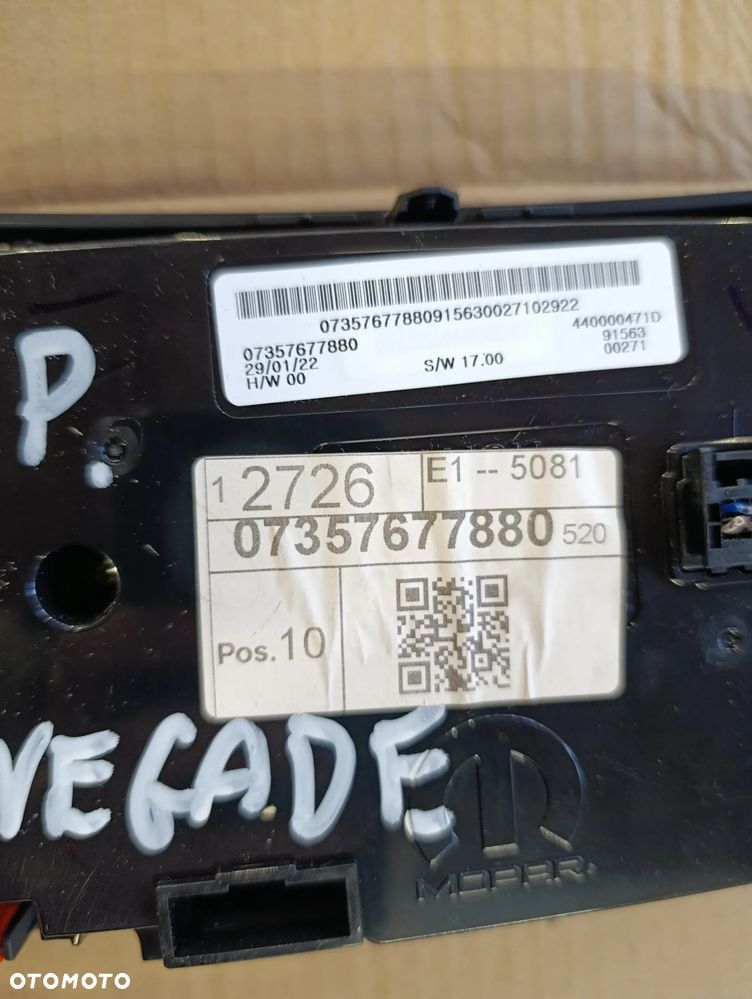 07357677880915630027102922
07357677880
29/01/22
H/W 00
S/W 17.00
440000471D
91563
00271
P.
1 2726
E1 -- 5081
07357677880 520
Pos. 10
NEGADE
MOPAR
OTOMOTO